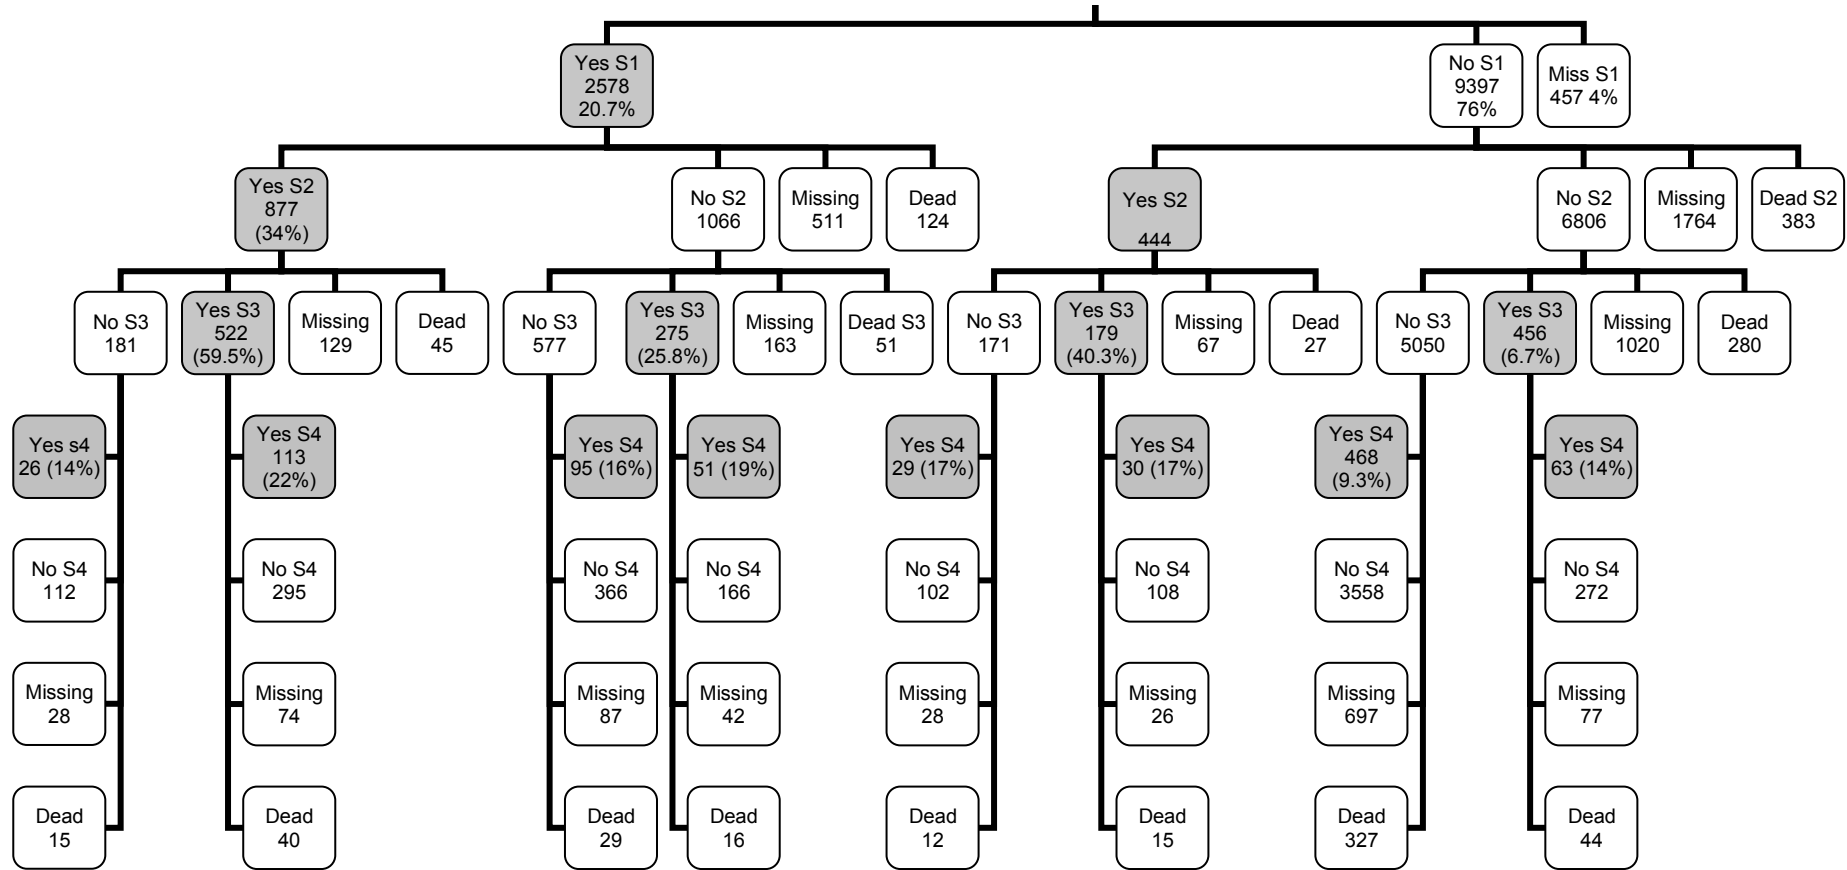 Yes S1
2578
20.7%
No S1
9397
76%
Miss S1
457 4%
Yes S2
877
(34%)
No S2
1066
Missing
511
Dead
124
Yes S2
444
No S2
6806
Missing
1764
Dead S2
383
No S3
181
Yes S3
522
(59.5%)
Missing
129
Dead
45
No S3
577
Yes S3
275
(25.8%)
Missing
163
Dead S3
51
No S3
171
Yes S3
179
(40.3%)
Missing
67
Dead
27
No S3
5050
Yes S3
456
(6.7%)
Missing
1020
Dead
280
Yes s4
26 (14%)
Yes S4
113
(22%)
Yes S4
95 (16%)
Yes S4
51 (19%)
Yes S4
29 (17%)
Yes S4
30 (17%)
Yes S4
468
(9.3%)
Yes S4
63 (14%)
No S4
112
No S4
295
No S4
366
No S4
166
No S4
102
No S4
108
No S4
3558
No S4
272
Missing
28
Missing
74
Missing
87
Missing
42
Missing
28
Missing
26
Missing
697
Missing
77
Dead
15
Dead
40
Dead
29
Dead
16
Dead
12
Dead
15
Dead
327
Dead
44